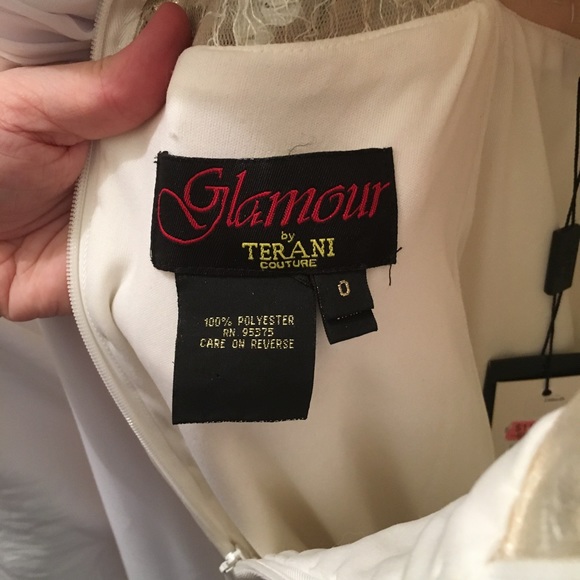 Glamour
by
TERANI
COUTURE
0
100% POLYESTER
RN 95375
CARE ON REVERSE